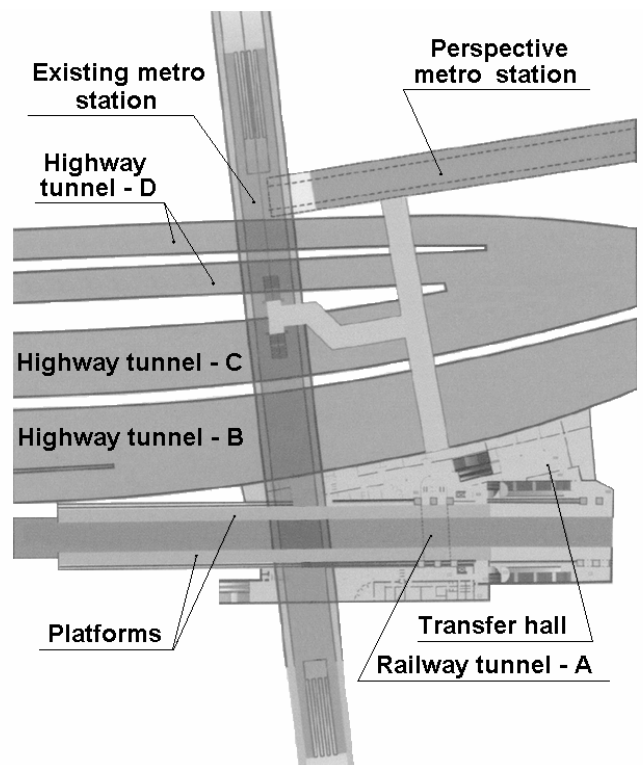 Existing metro
station
Perspective
metro station
Highway
tunnel - D
Highway tunnel - C
Highway tunnel - B
Platforms
Transfer hall
Railway tunnel - A